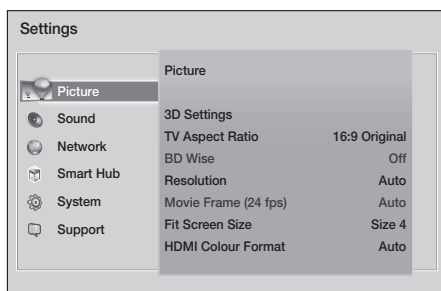 Settings
Picture
Sound
Network
Smart Hub
System
Support
Picture
3D Settings
TV Aspect Ratio 16:9 Original
BD Wise Off
Resolution Auto
Movie Frame (24 fps) Auto
Fit Screen Size Size 4
HDMI Colour Format Auto